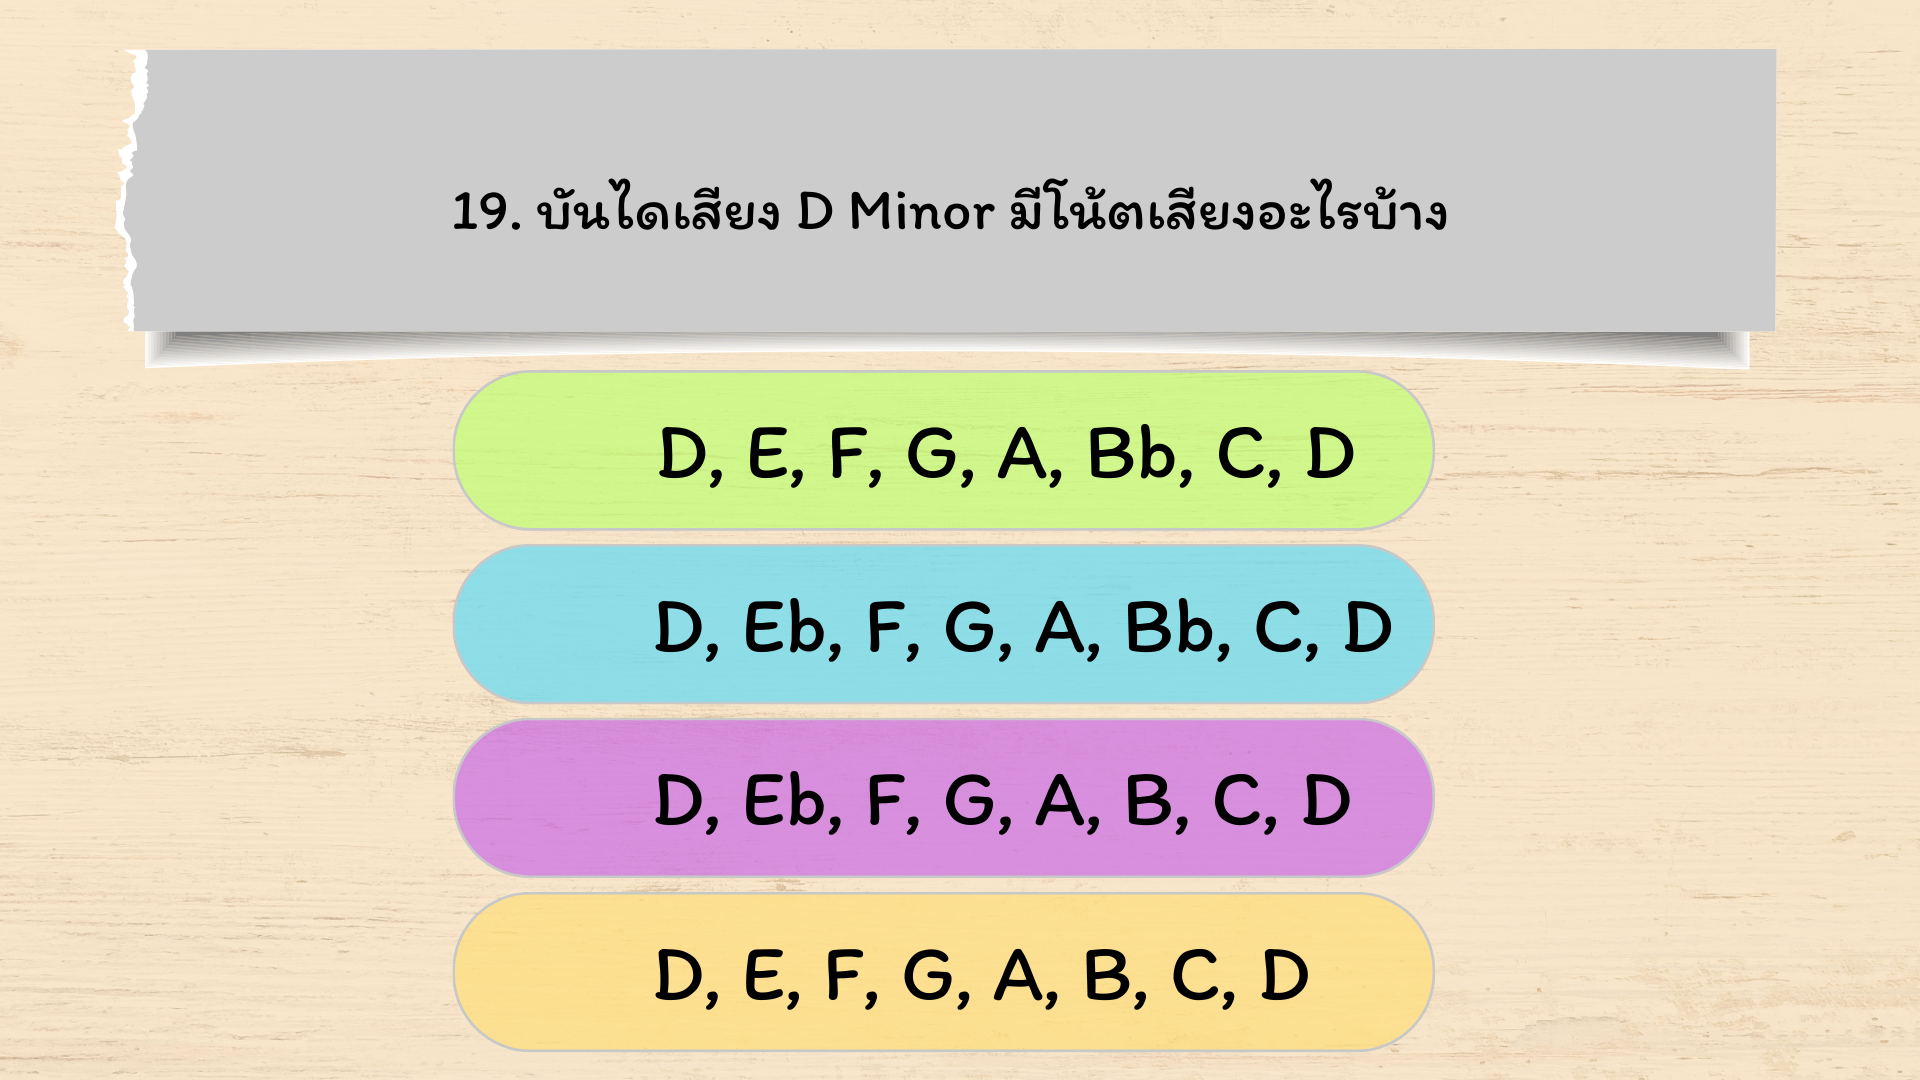 19. บันไดเสียง D Minor มีโน้ตเสียงอะไรบ้าง
D, E, F, G, A, Bb, C, D
D, Eb, F, G, A, Bb, C, D
D, Eb, F, G, A, B, C, D
D, E, F, G, A, B, C, D